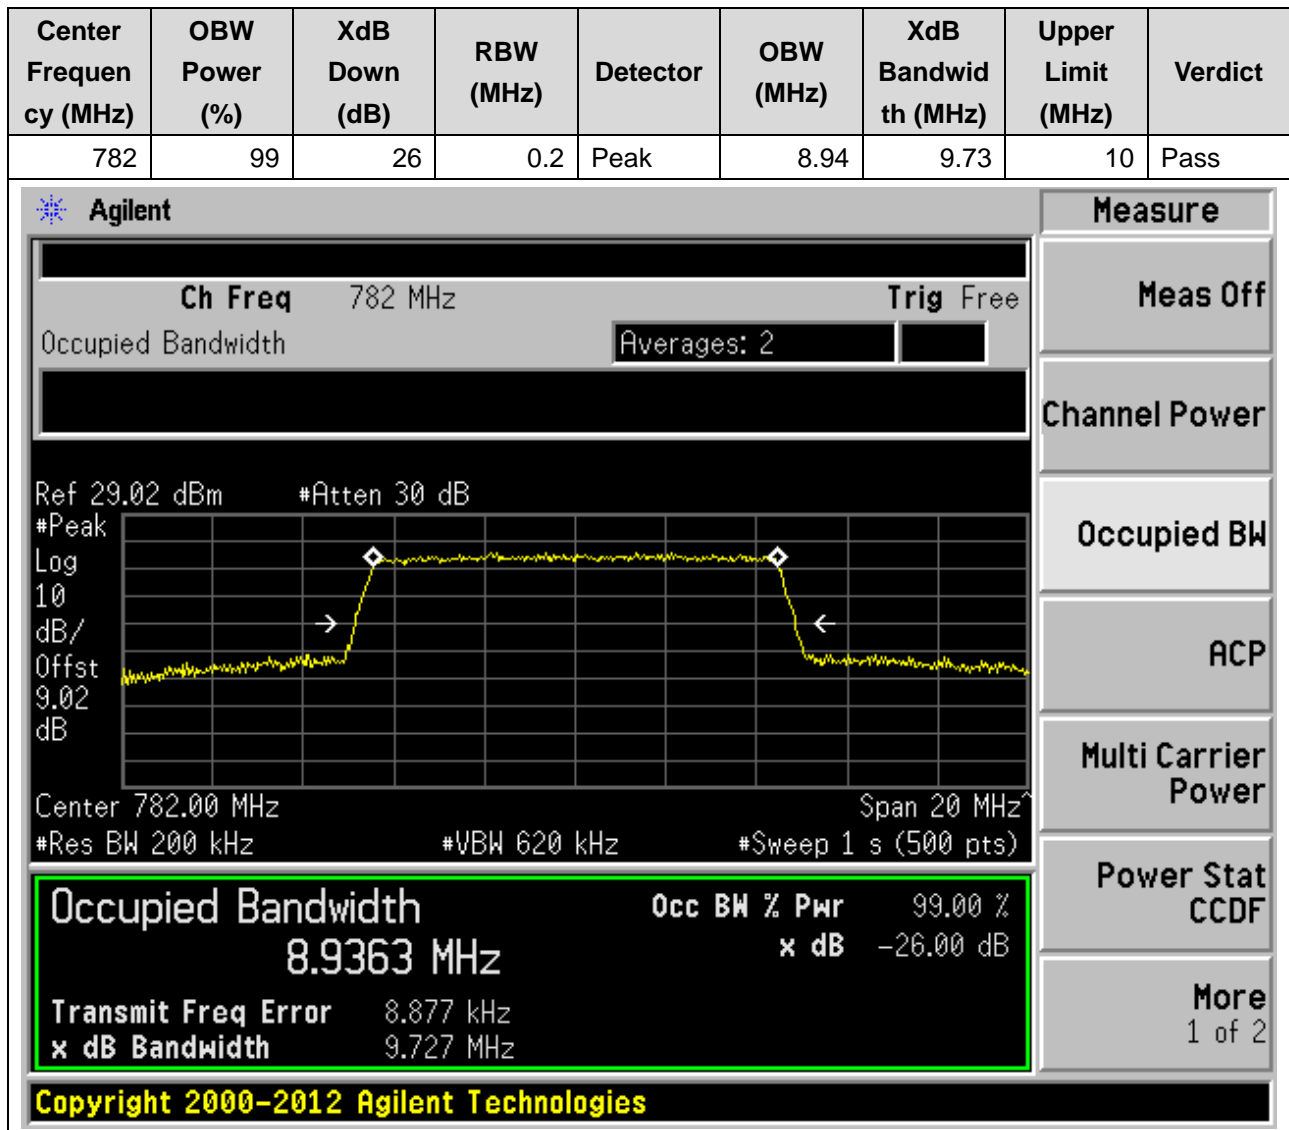 Center Frequen cy (MHz) OBW Power (%) XdB Down (dB) RBW (MHz) Detector OBW (MHz) XdB Bandwid th (MHz) Upper Limit (MHz) Verdict
782 99 26 0.2 Peak 8.94 9.73 10 Pass
Agilent
Measure
Ch Freq 782 MHz Trig Free
Occupied Bandwidth Averages: 2
Ref 29.02 dBm #Atten 30 dB
#Peak
Log
10
dB/
Offst
9.02
dB
Center 782.00 MHz Span 20 MHz^
#Res BW 200 kHz #VBW 620 kHz #Sweep 1 s (500 pts)
Occupied Bandwidth Occ BW % Pwr 99.00 %
8.9363 MHz x dB -26.00 dB
Transmit Freq Error 8.877 kHz
x dB Bandwidth 9.727 MHz
Meas Off
Channel Power
Occupied BW
ACP
Multi Carrier
Power
Power Stat
CCDF
More
1 of 2
Copyright 2000-2012 Agilent Technologies